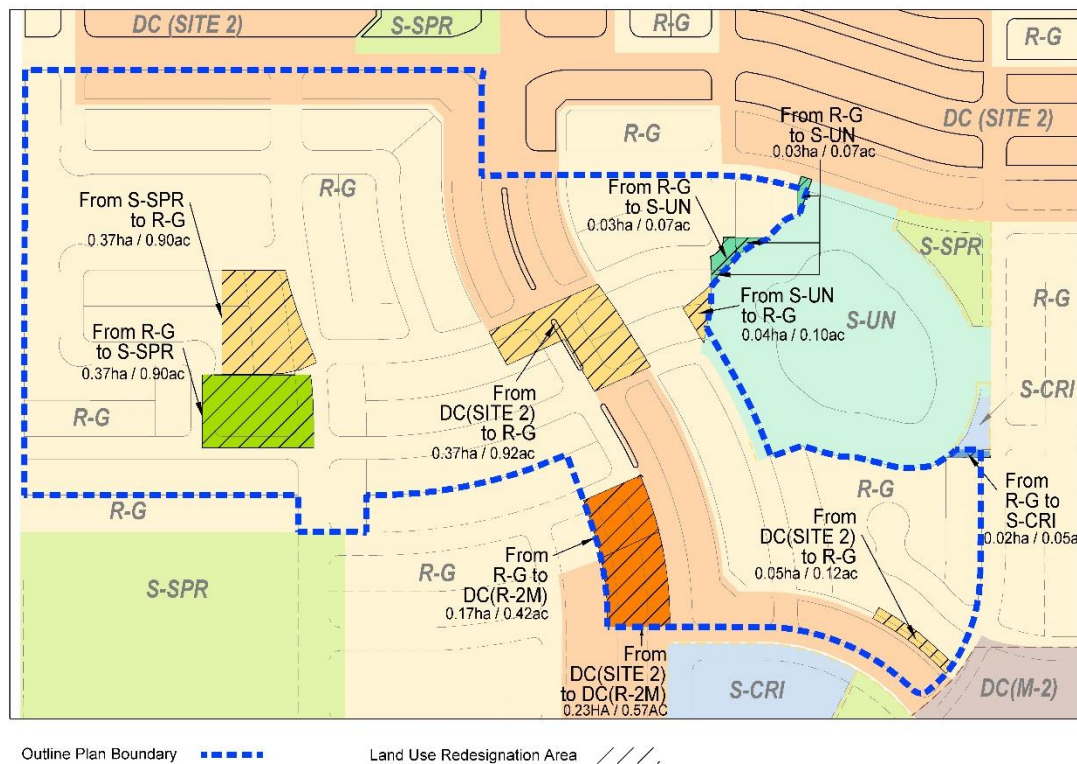 DC (SITE 2)
S-SPR
R-G
R-G
DC (SITE 2)
From R-G
to S-UN
0.03ha / 0.07ac
R-G
R-G
From R-G
to S-UN
0.03ha / 0.07ac
From S-SPR
to R-G
0.37ha / 0.90ac
S-SPR
R-G
From S-UN
to R-G
0.04ha / 0.10ac
S-UN
From R-G
to S-SPR
0.37ha / 0.90ac
S-CRI
R-G
From
DC(SITE 2)
to R-G
0.37ha / 0.92ac
R-G
From
R-G to
S-CRI
0.02ha / 0.05a
R-G
From
DC(SITE 2)
to R-G
0.05ha / 0.12ac
From
R-G to
DC(R-2M)
0.17ha / 0.42ac
R-G
S-SPR
From
DC(SITE 2)
to DC(R-2M)
0.23HA / 0.57AC
S-CRI
DC(M-2)
Outline Plan Boundary
Land Use Redesignation Area